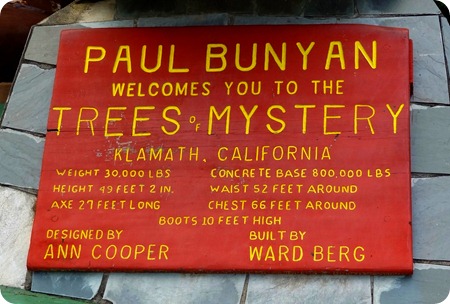 PAUL BUNYAN
WELCOMES YOU TO THE
TREES OF MYSTERY
KLAMATH, CALIFORNIA
WEIGHT 30,000 LBS CONCRETE BASE 800,000 LBS
HEIGHT 49 FEET 2 IN. WAIST 52 FEET AROUND
AXE 27 FEET LONG CHEST 66 FEET AROUND
BOOTS 10 FEET HIGH
DESIGNED BY BUILT BY
ANN COOPER WARD BERG